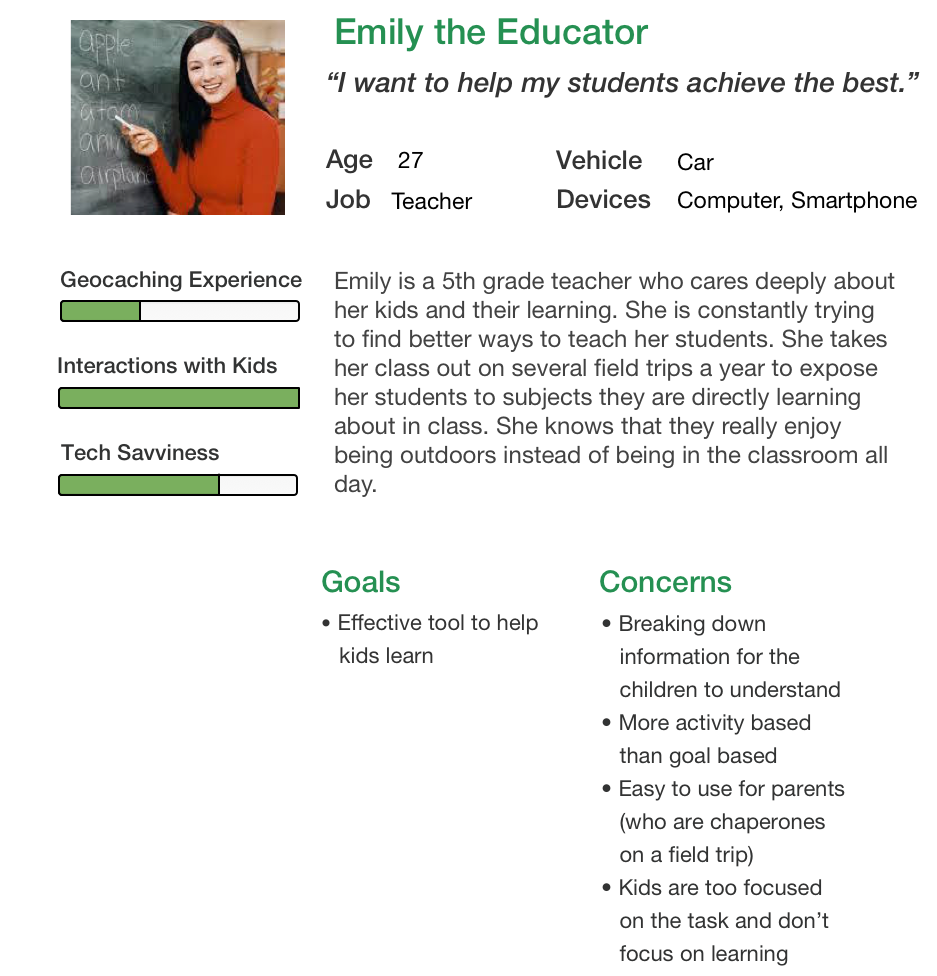 apple
ant
atom
airplane
Emily the Educator
“I want to help my students achieve the best.”
Age 27
Vehicle Car
Job Teacher
Devices Computer, Smartphone
Geocaching Experience
Interactions with Kids
Tech Savviness
Emily is a 5th grade teacher who cares deeply about
her kids and their learning. She is constantly trying
to find better ways to teach her students. She takes
her class out on several field trips a year to expose
her students to subjects they are directly learning
about in class. She knows that they really enjoy
being outdoors instead of being in the classroom all
day.
Goals
• Effective tool to help
kids learn
Concerns
• Breaking down
information for the
children to understand
• More activity based
than goal based
• Easy to use for parents
(who are chaperones
on a field trip)
• Kids are too focused
on the task and don’t
focus on learning